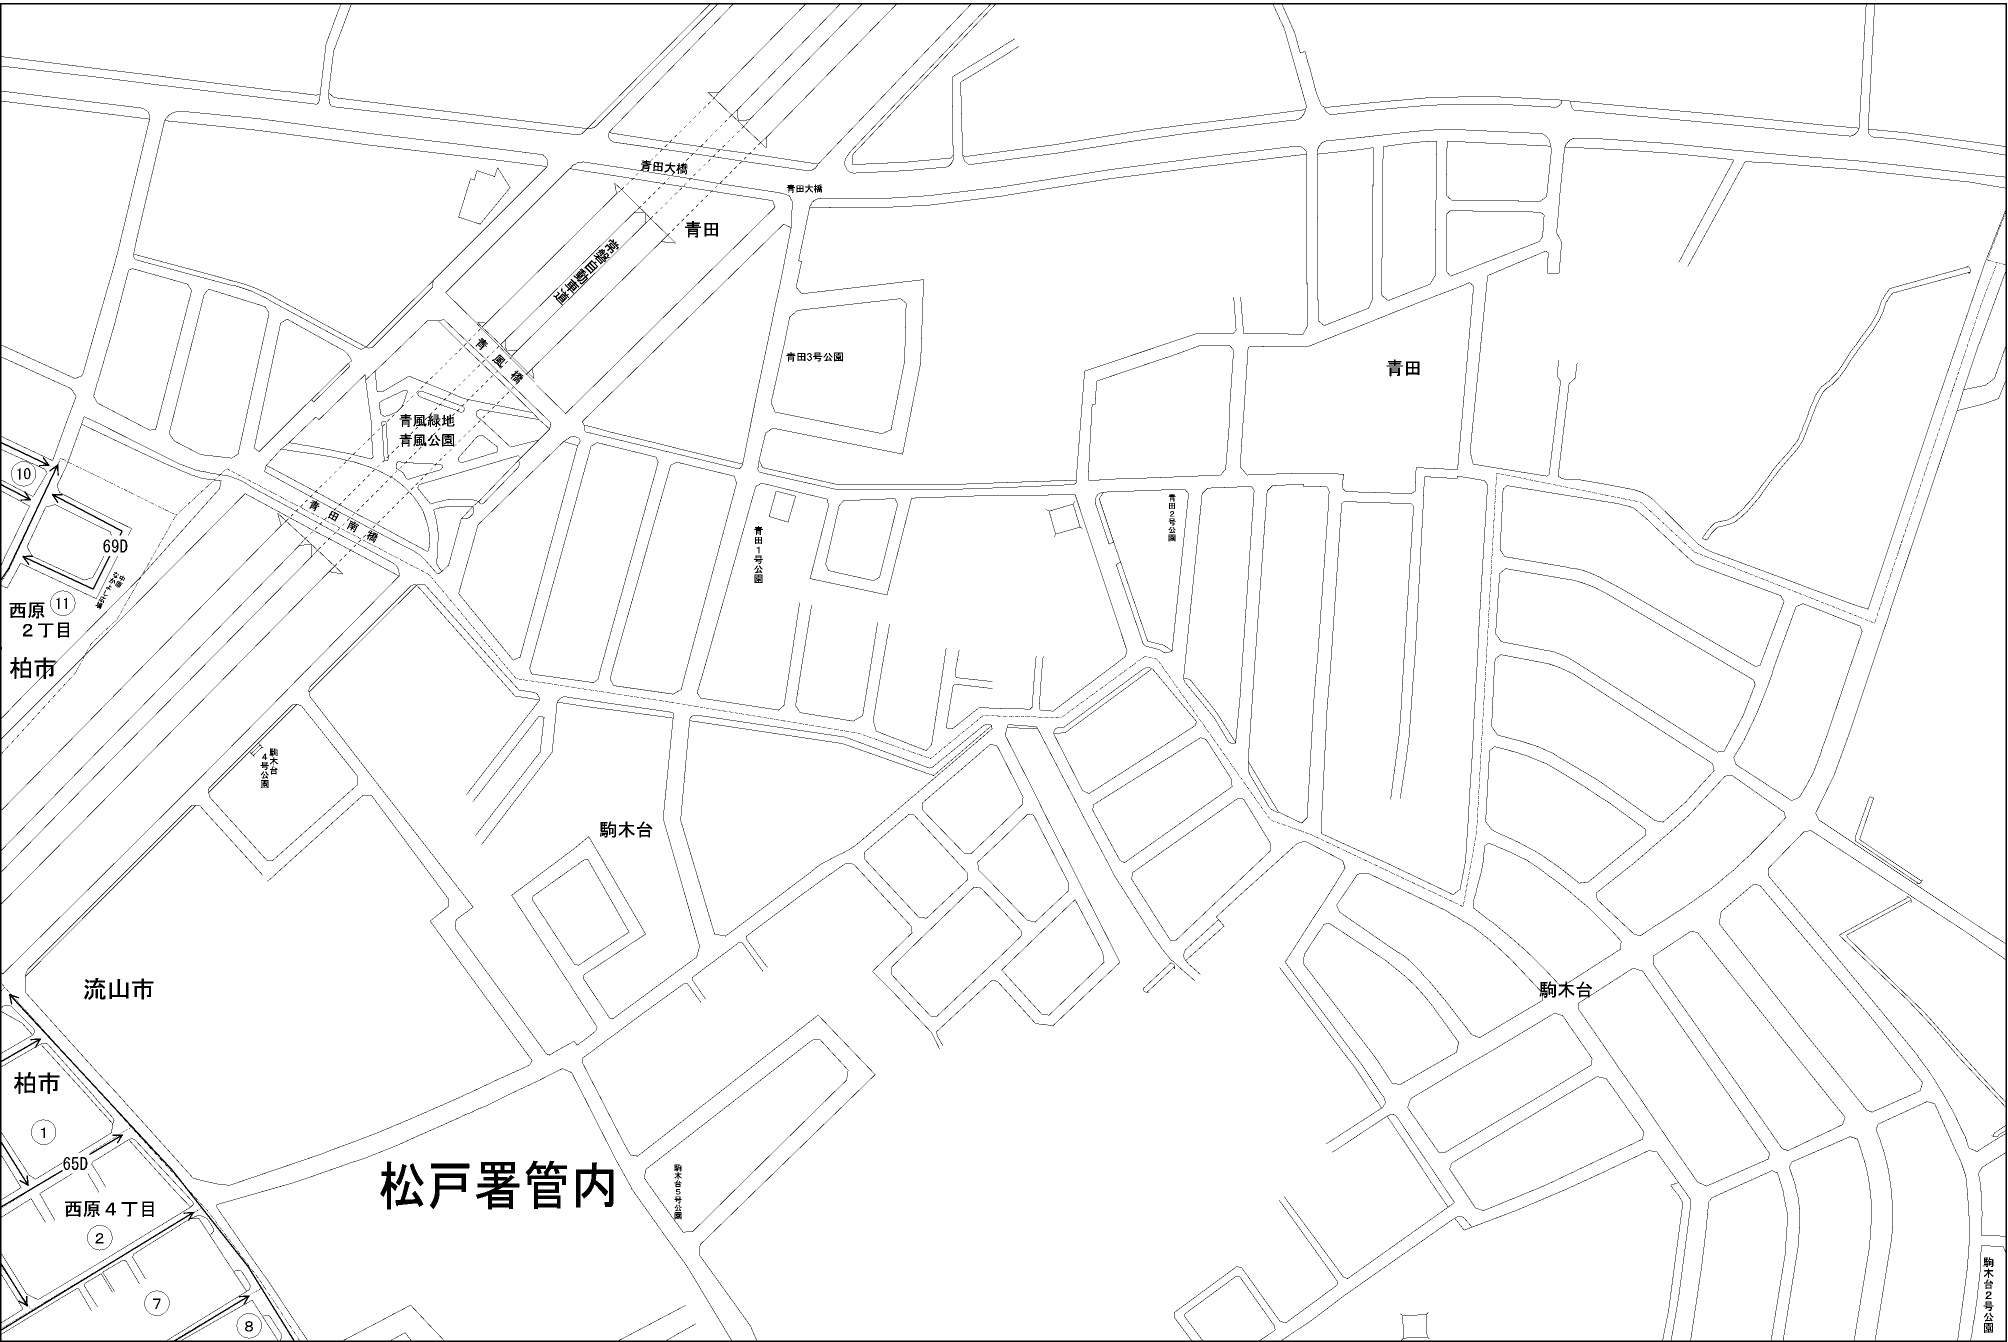 青田大橋
青田大橋
青田
常磐自動車道
青風橋
青田3号公園
青田
青風緑地
青風公園
10
青田南橋
69D
青田1号公園
青田2号公園
11
西原
2丁目
柏市
駒木台
4号公園
駒木台
流山市
駒木台
柏市
1
65D
松戸署管内
駒木台5号公園
西原4丁目
2
7
8
駒木台2号公園